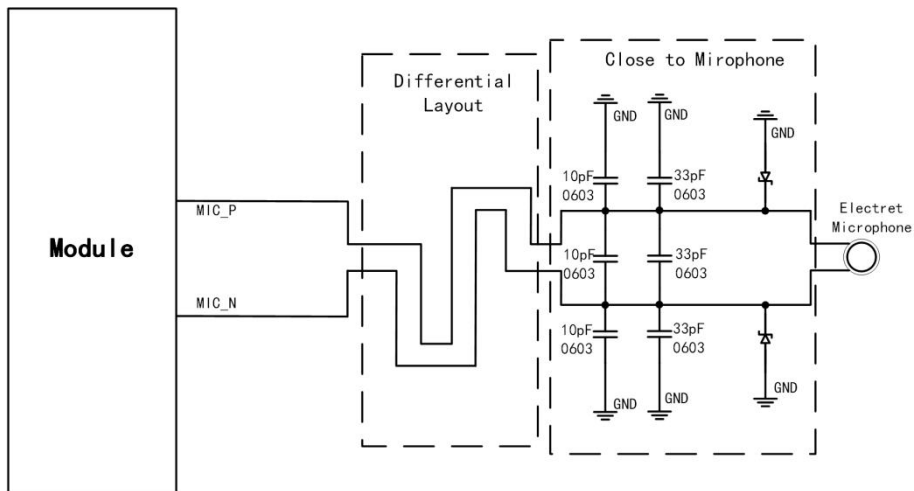 Close to Mirophone
Differential
Layout
GND
GND
GND
10pF
0603
33pF
0603
MIC_P
Electret
Microphone
Module
10pF
0603
33pF
0603
MIC_N
10pF
0603
33pF
0603
GND
GND
GND